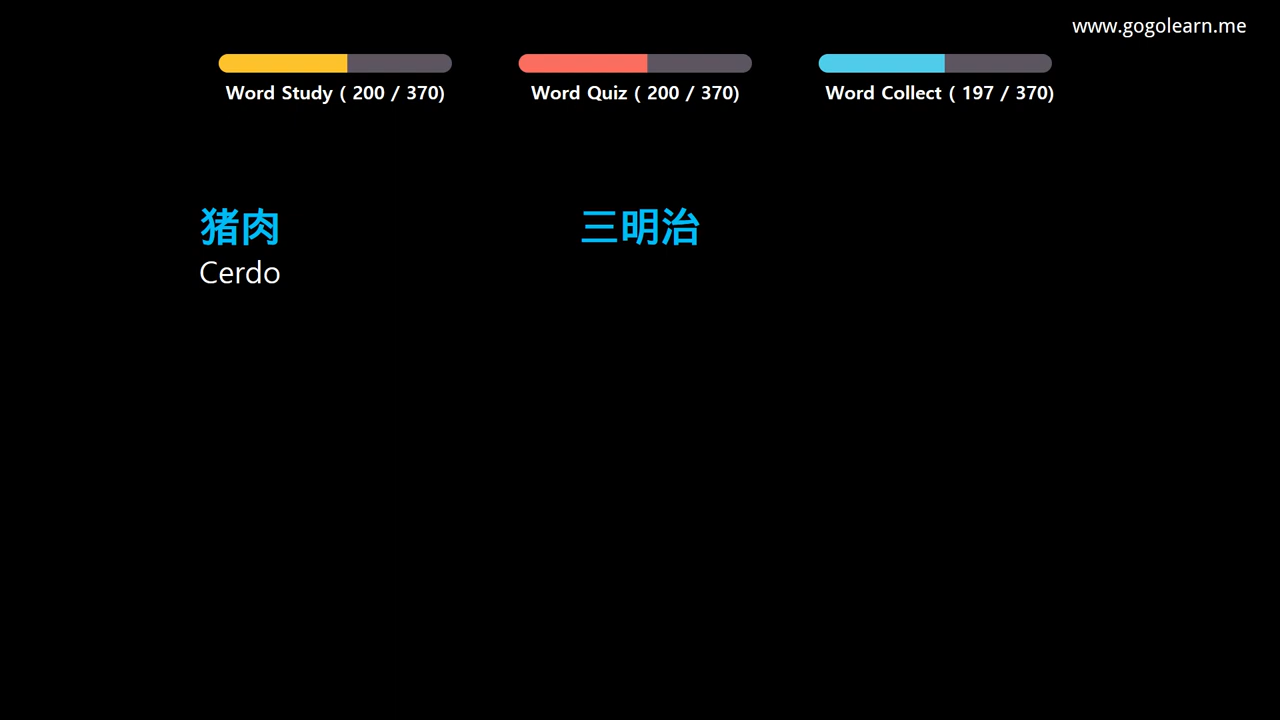 www.gogolearn.me
Word Study ( 200 / 370)
Word Quiz ( 200 / 370)
Word Collect ( 197 / 370)
猪肉
Cerdo
三明治